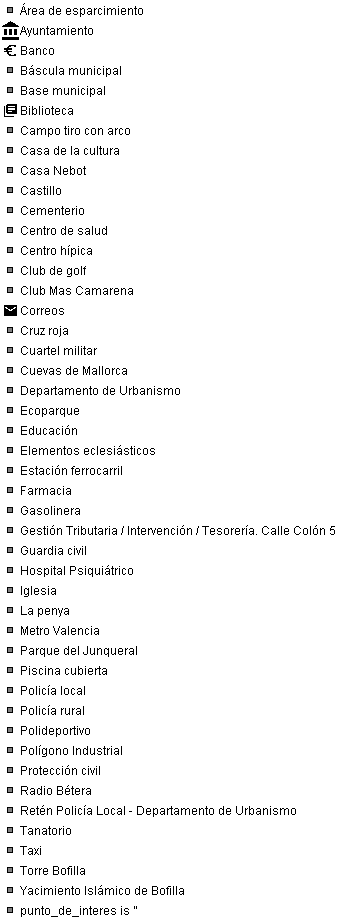 Área de esparcimiento
Ayuntamiento
Banco
Báscula municipal
Base municipal
Biblioteca
Campo tiro con arco
Casa de la cultura
Casa Nebot
Castillo
Cementerio
Centro de salud
Centro hípica
Club de golf
Club Mas Camarena
Correos
Cruz roja
Cuartel militar
Cuevas de Mallorca
Departamento de Urbanismo
Ecoparque
Educación
Elementos eclesiásticos
Estación ferrocarril
Farmacia
Gasolinera
Gestión Tributaria / Intervención / Tesorería. Calle Colón 5
Guardia civil
Hospital Psiquiátrico
Iglesia
La penya
Metro Valencia
Parque del Junqueral
Piscina cubierta
Policía local
Policía rural
Polideportivo
Polígono Industrial
Protección civil
Radio Bétera
Retén Policía Local - Departamento de Urbanismo
Tanatorio
Taxi
Torre Bofilla
Yacimiento Islámico de Bofilla
punto_de_interes is ''